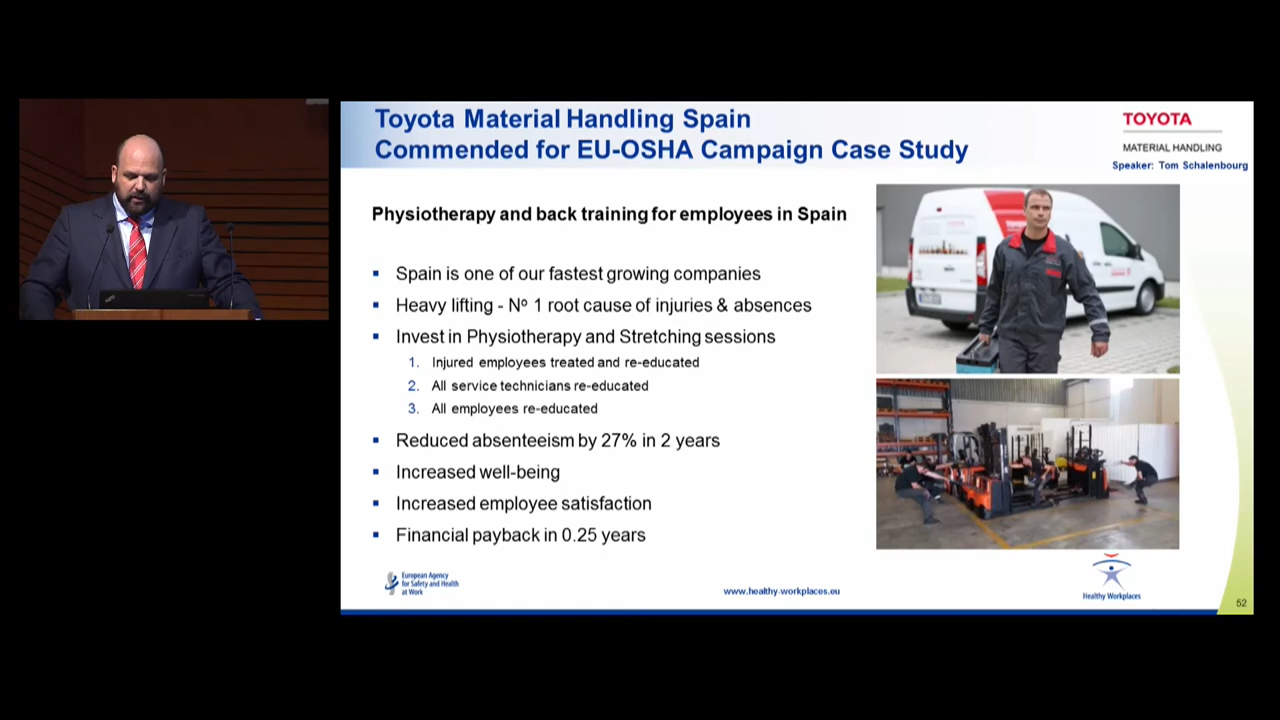 Toyota Material Handling Spain
Commended for EU-OSHA Campaign Case Study
TOYOTA
MATERIAL HANDLING
Speaker: Tom Schalenbourg
Physiotherapy and back training for employees in Spain
▪ Spain is one of our fastest growing companies
▪ Heavy lifting - Nº 1 root cause of injuries & absences
▪ Invest in Physiotherapy and Stretching sessions
1. Injured employees treated and re-educated
2. All service technicians re-educated
3. All employees re-educated
▪ Reduced absenteeism by 27% in 2 years
▪ Increased well-being
▪ Increased employee satisfaction
▪ Financial payback in 0.25 years
European Agency
for Safety and Health
at Work
www.healthy-workplaces.eu
Healthy Workplaces
52